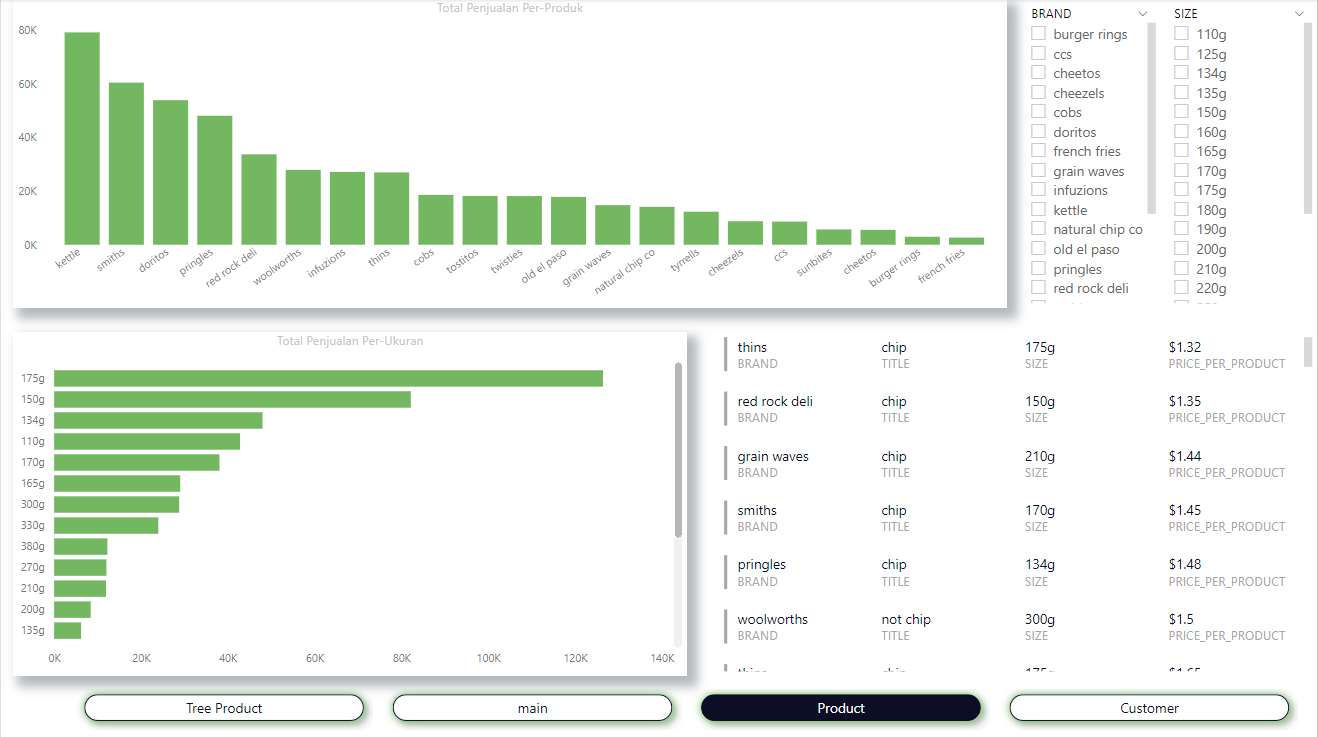 Total Penjualan Per-Produk
80K
60K
40K
20K
0K
kettle
smiths
doritos
pringles
red rock deli
woolworths
infuzions
thins
cobs
tostitos
twisties
old el paso
grain waves
natural chip co
tyrrells
cheezels
ccs
sunbites
cheetos
burger rings
french fries
BRAND
burger rings
ccs
cheetos
cheezels
cobs
doritos
french fries
grain waves
infuzions
kettle
natural chip co
old el paso
pringles
red rock deli
SIZE
110g
125g
134g
135g
150g
160g
165g
170g
175g
180g
190g
200g
210g
220g
Total Penjualan Per-Ukuran
175g
150g
134g
110g
170g
165g
300g
330g
380g
270g
210g
200g
135g
0K 20K 40K 60K 80K 100K 120K 140K
thins chip 175g $1.32
BRAND TITLE SIZE PRICE_PER_PRODUCT
red rock deli chip 150g $1.35
BRAND TITLE SIZE PRICE_PER_PRODUCT
grain waves chip 210g $1.44
BRAND TITLE SIZE PRICE_PER_PRODUCT
smiths chip 170g $1.45
BRAND TITLE SIZE PRICE_PER_PRODUCT
pringles chip 134g $1.48
BRAND TITLE SIZE PRICE_PER_PRODUCT
woolworths not chip 300g $1.5
BRAND TITLE SIZE PRICE_PER_PRODUCT
Tree Product main Product Customer